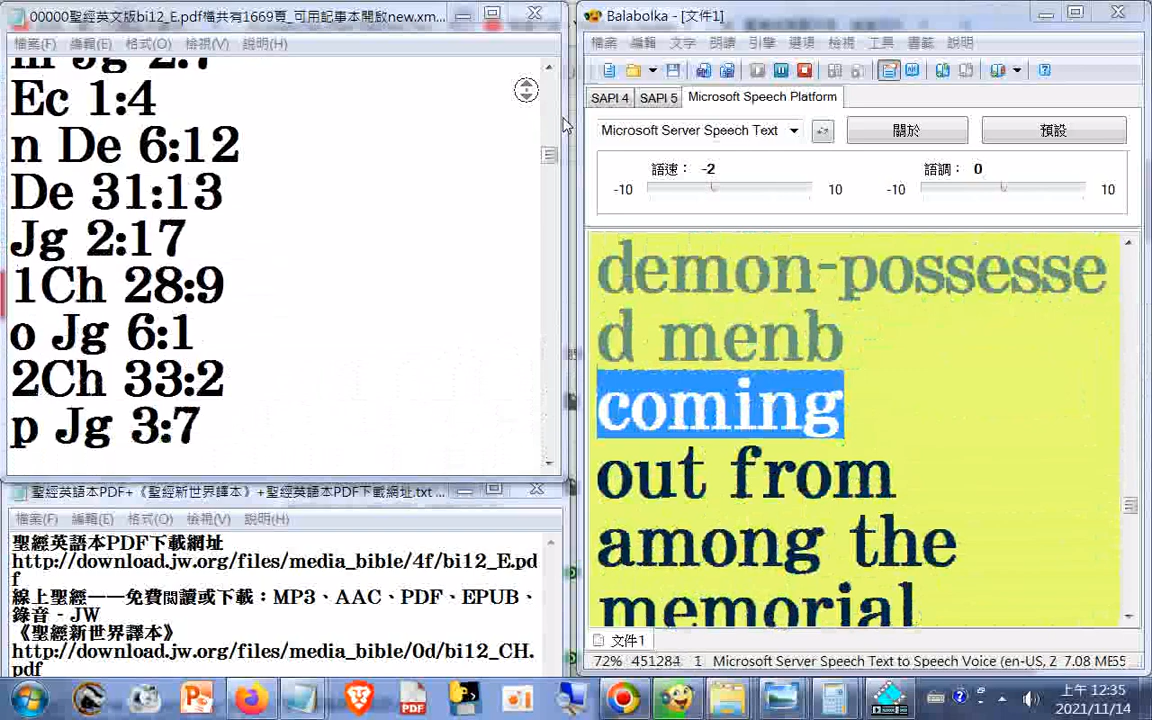 00000聖經英文版bi12_E.pdf檔共有1669頁_可用記事本開啟new.xm...
檔案(F) 編輯(E) 格式(O) 檢視(V) 說明(H)
m Jg 2:7
Ec 1:4
n De 6:12
De 31:13
Jg 2:17
1Ch 28:9
o Jg 6:1
2Ch 33:2
p Jg 3:7
聖經英語本PDF+《聖經新世界譯本》+聖經英語本PDF下載網址.txt ...
檔案(F) 編輯(E) 格式(O) 檢視(V) 說明(H)
聖經英語本PDF下載網址
http://download.jw.org/files/media_bible/4f/bi12_E.pd
f
線上聖經——免費閱讀或下載：MP3、AAC、PDF、EPUB、
錄音 - JW
《聖經新世界譯本》
http://download.jw.org/files/media_bible/0d/bi12_CH.
pdf
Balabolka - [文件1]
檔案 編輯 文字 朗讀 引擎 選項 檢視 工具 書籤 說明
SAPI 4 SAPI 5 Microsoft Speech Platform
Microsoft Server Speech Text 關於 預設
語速： -2 語調： 0
-10 10 -10 10
demon-possesse
d menb
coming
out from
among the
memorial
文件1
72% 451284 1 Microsoft Server Speech Text to Speech Voice (en-US, Z 7.08 ME55
上午 12:35
2021/11/14